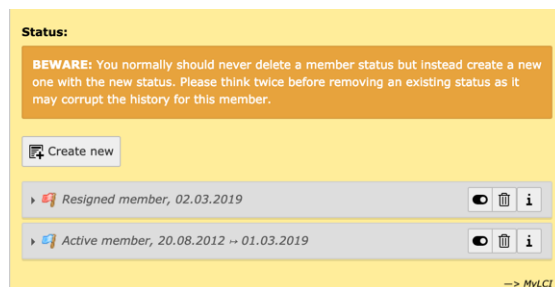 Status:
BEWARE: You normally should never delete a member status but instead create a new
one with the new status. Please think twice before removing an existing status as it
may corrupt the history for this member.
Create new
Resigned member, 02.03.2019
Active member, 20.08.2012 ↦ 01.03.2019
—> MyLCI